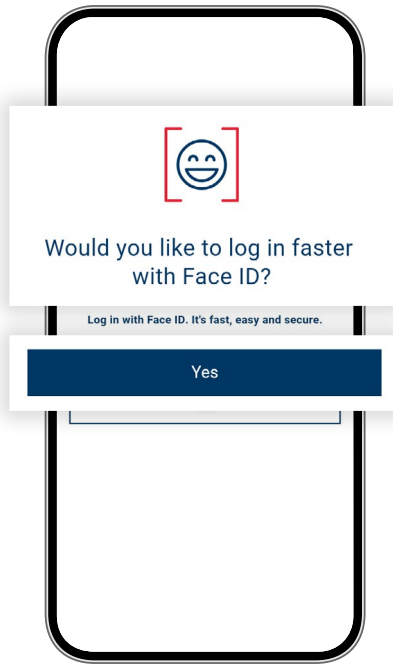 Would you like to log in faster
with Face ID?
Log in with Face ID. It's fast, easy and secure.
Yes